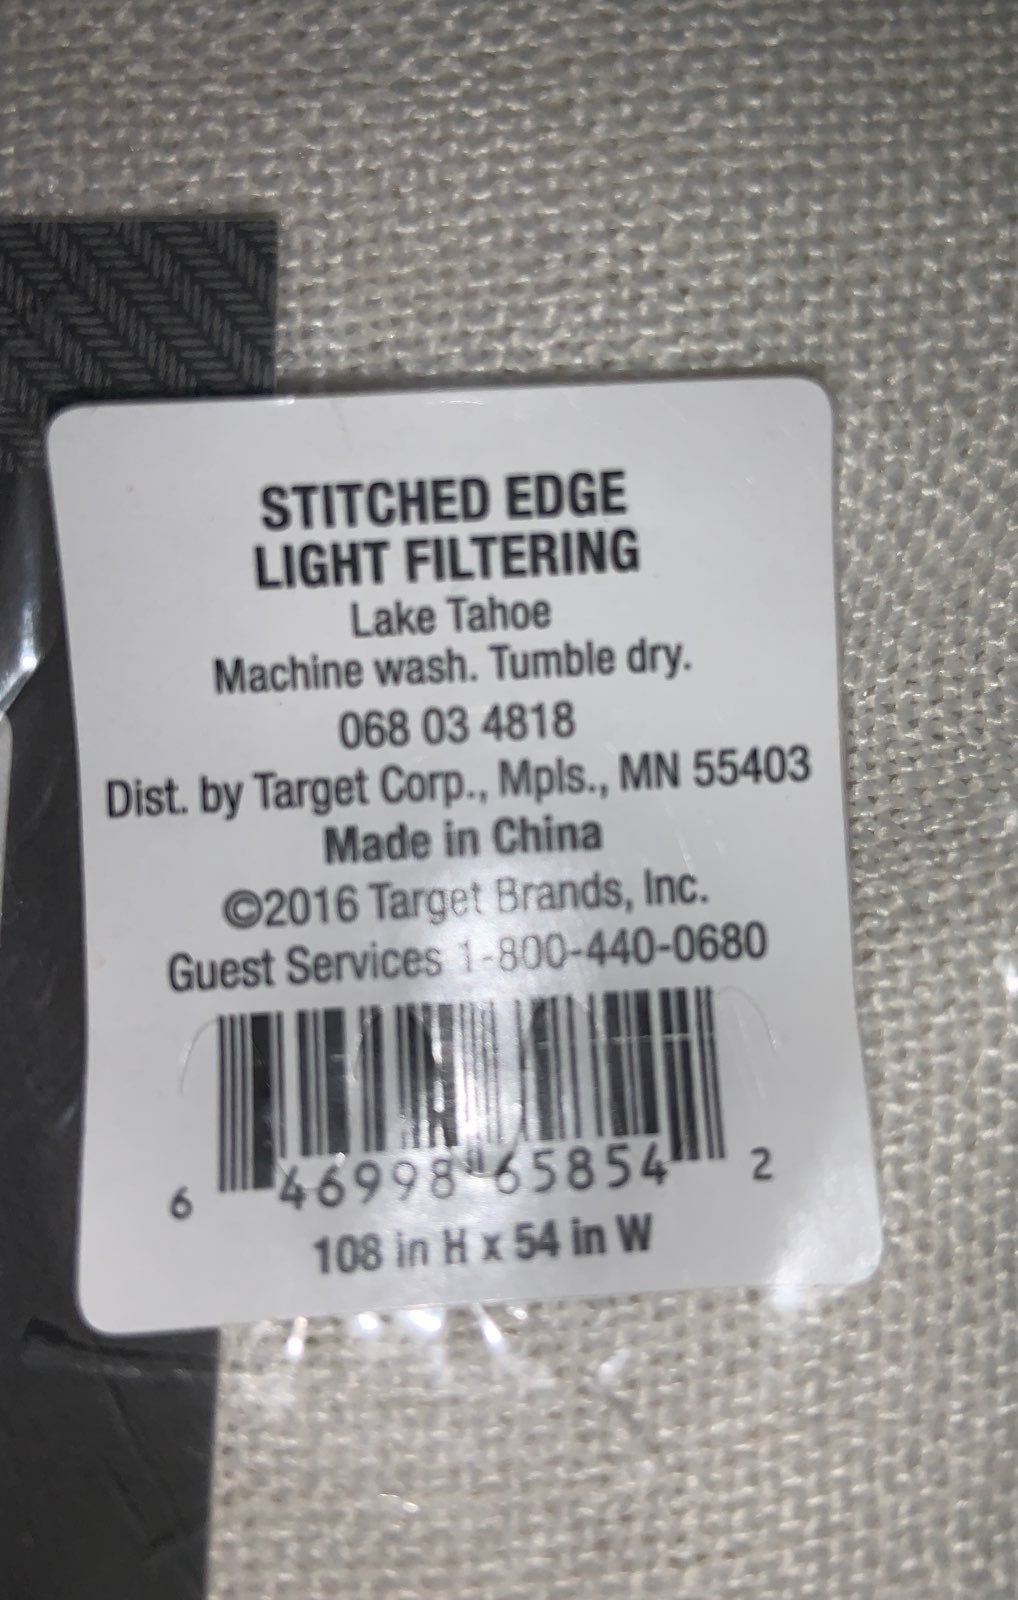 STITCHED EDGE
LIGHT FILTERING
Lake Tahoe
Machine wash. Tumble dry.
068 03 4818
Dist. by Target Corp., Mpls., MN 55403
Made in China
©2016 Target Brands, Inc.
Guest Services 1-800-440-0680
6 46998 65854 2
108 in H x 54 in W